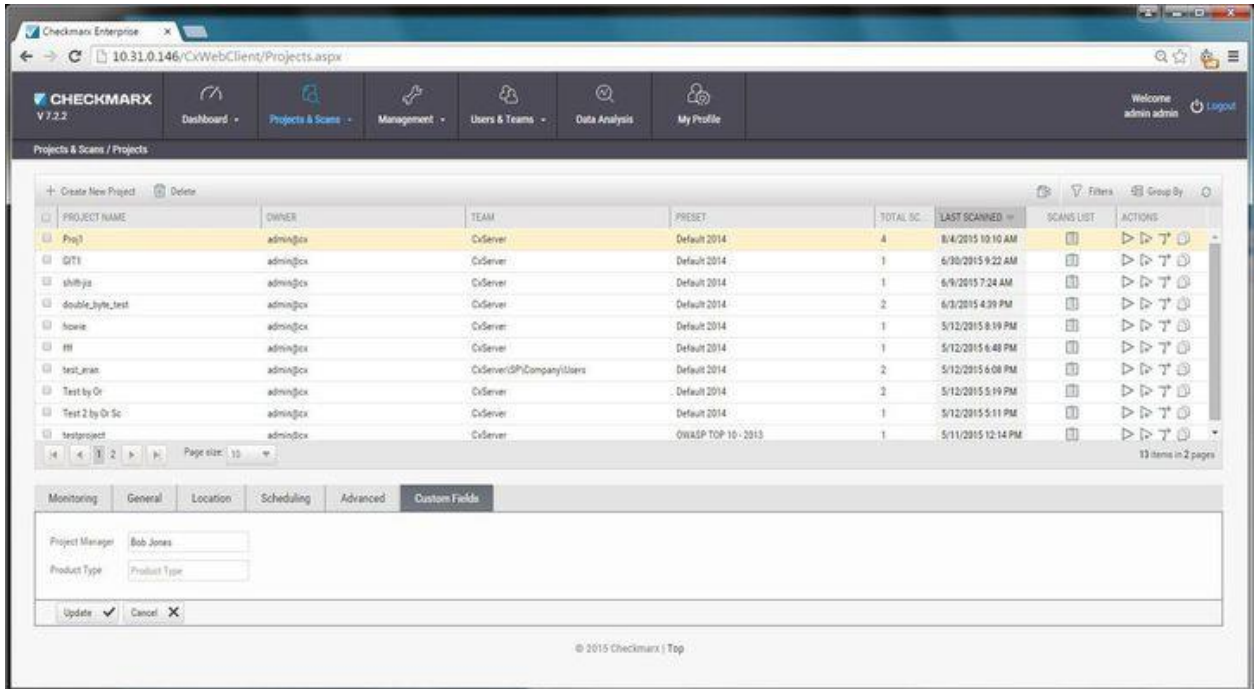 Checkmarx Enterprise
10.31.0.146/CxWebClient/Projects.aspx
CHECKMARX
V 7.2.2
Dashboard
Projects & Scans
Management
Users & Teams
Data Analysis
My Profile
Welcome
admin admin
Logout
Projects & Scans / Projects
Create New Project Delete Filters Group By
PROJECT NAME OWNER TEAM PRESET TOTAL SC... LAST SCANNED SCANS LIST ACTIONS
Proj1 admin@cx CxServer Default 2014 4 8/4/2015 10:10 AM
GIT1 admin@cx CxServer Default 2014 1 6/30/2015 9:22 AM
shift-jis admin@cx CxServer Default 2014 1 6/9/2015 7:24 AM
double_byte_test admin@cx CxServer Default 2014 2 6/3/2015 4:39 PM
howie admin@cx CxServer Default 2014 1 5/12/2015 8:19 PM
fff admin@cx CxServer Default 2014 1 5/12/2015 6:48 PM
test_eran admin@cx CxServer\SP\Company\Users Default 2014 2 5/12/2015 6:08 PM
Test by Or admin@cx CxServer Default 2014 2 5/12/2015 5:19 PM
Test 2 by Or Sc admin@cx CxServer Default 2014 1 5/12/2015 5:11 PM
testproject admin@cx CxServer OWASP TOP 10 - 2013 1 5/11/2015 12:14 PM
1 2 Page size: 10 13 items in 2 pages
Monitoring General Location Scheduling Advanced Custom Fields
Project Manager Bob Jones
Product Type Product Type
Update Cancel
© 2015 Checkmarx | Top